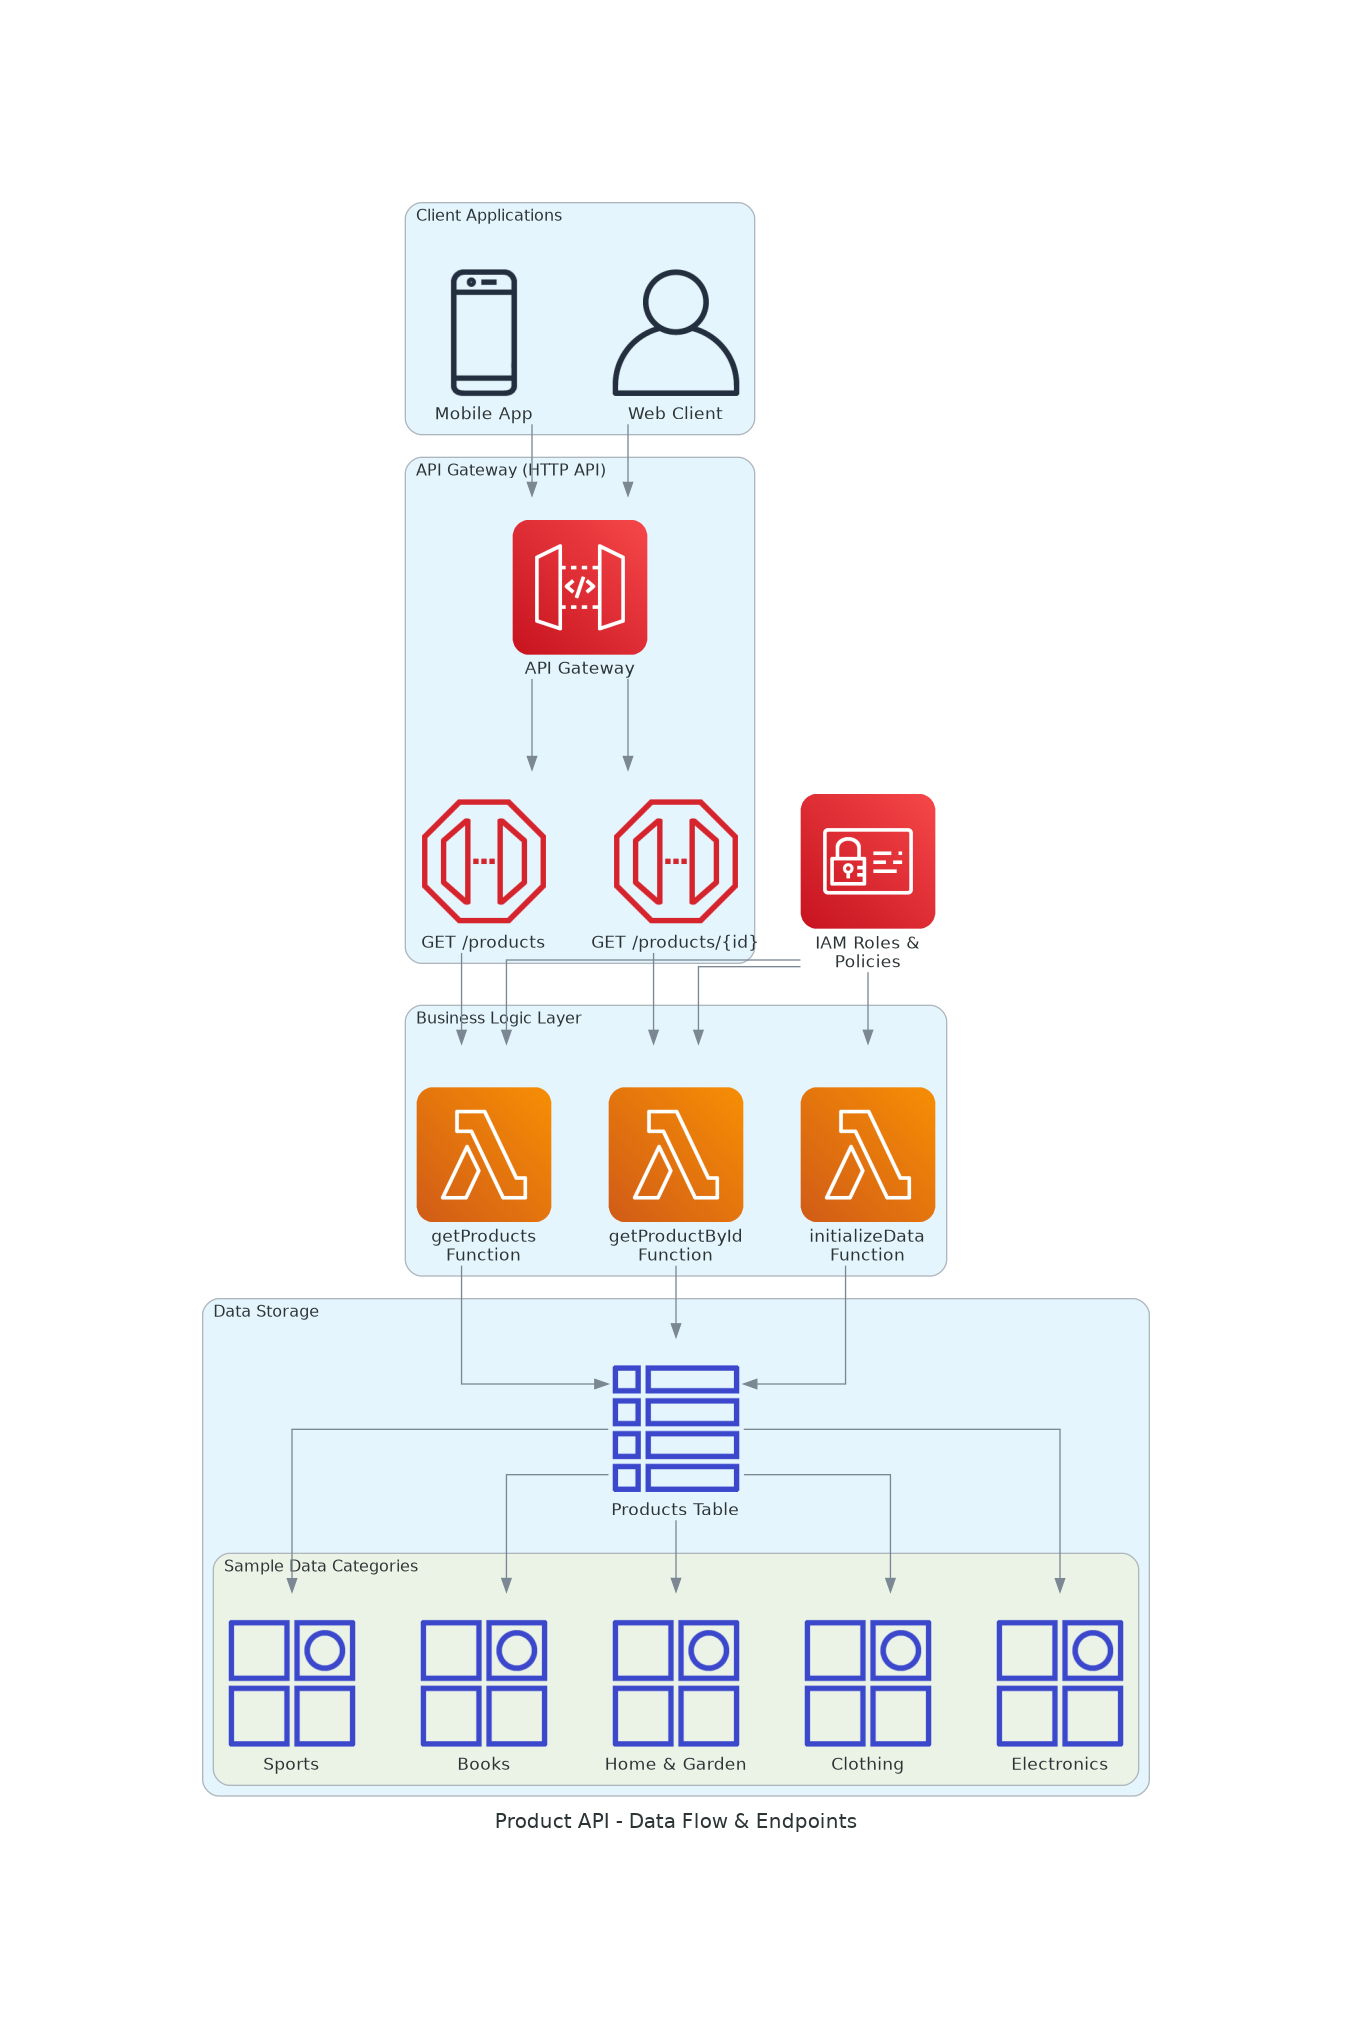 Client Applications
Mobile App
Web Client
API Gateway (HTTP API)
</>
API Gateway
GET /products
GET /products/{id}
IAM Roles &
Policies
Business Logic Layer
getProducts
Function
getProductById
Function
initializeData
Function
Data Storage
Products Table
Sample Data Categories
Sports
Books
Home & Garden
Clothing
Electronics
Product API - Data Flow & Endpoints